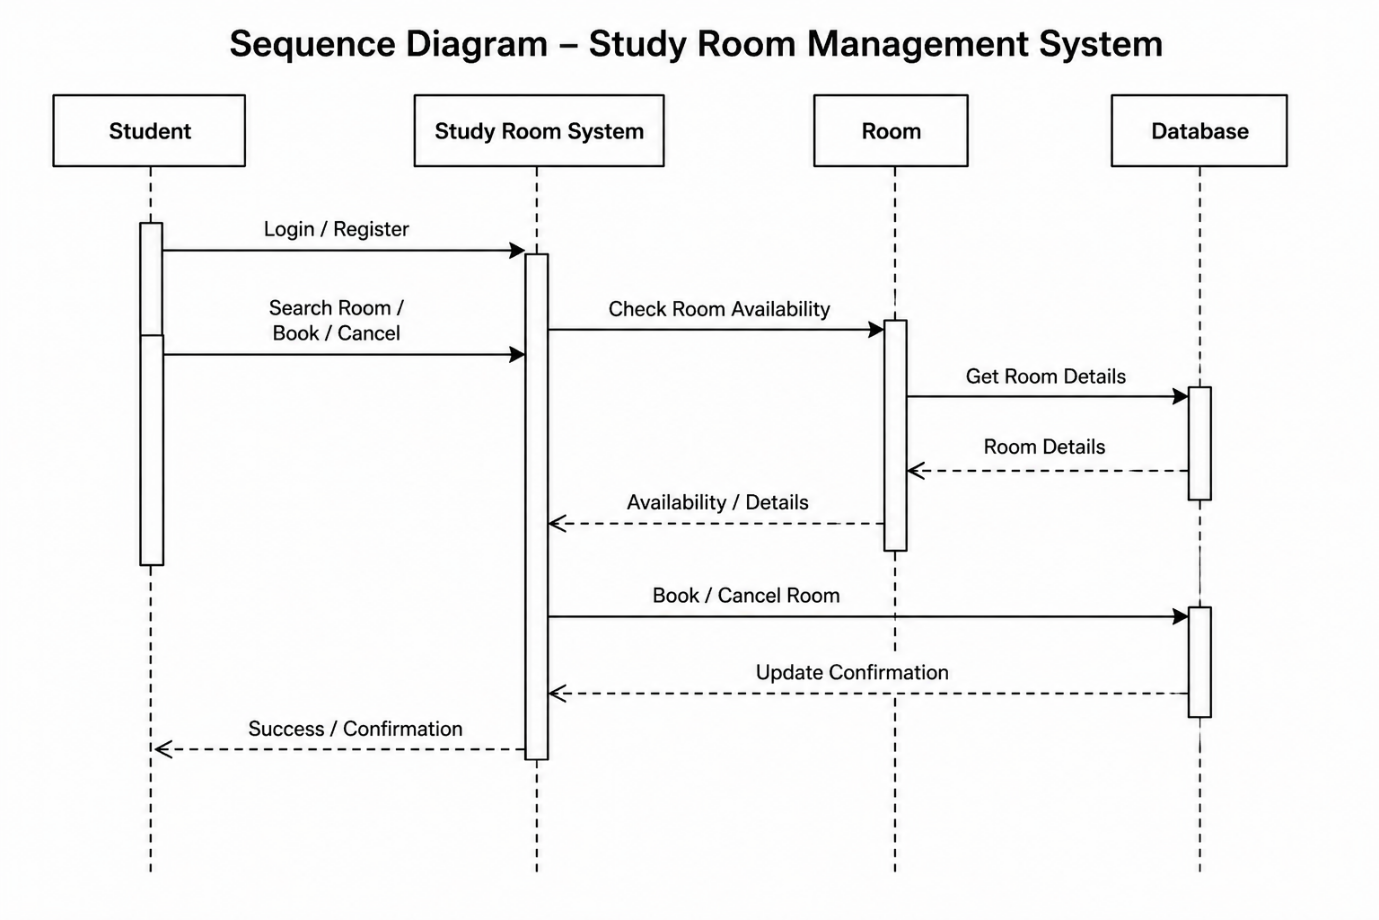 Sequence Diagram – Study Room Management System
Student
Study Room System
Room
Database
Login / Register
Search Room /
Book / Cancel
Check Room Availability
Get Room Details
Room Details
Availability / Details
Book / Cancel Room
Update Confirmation
Success / Confirmation